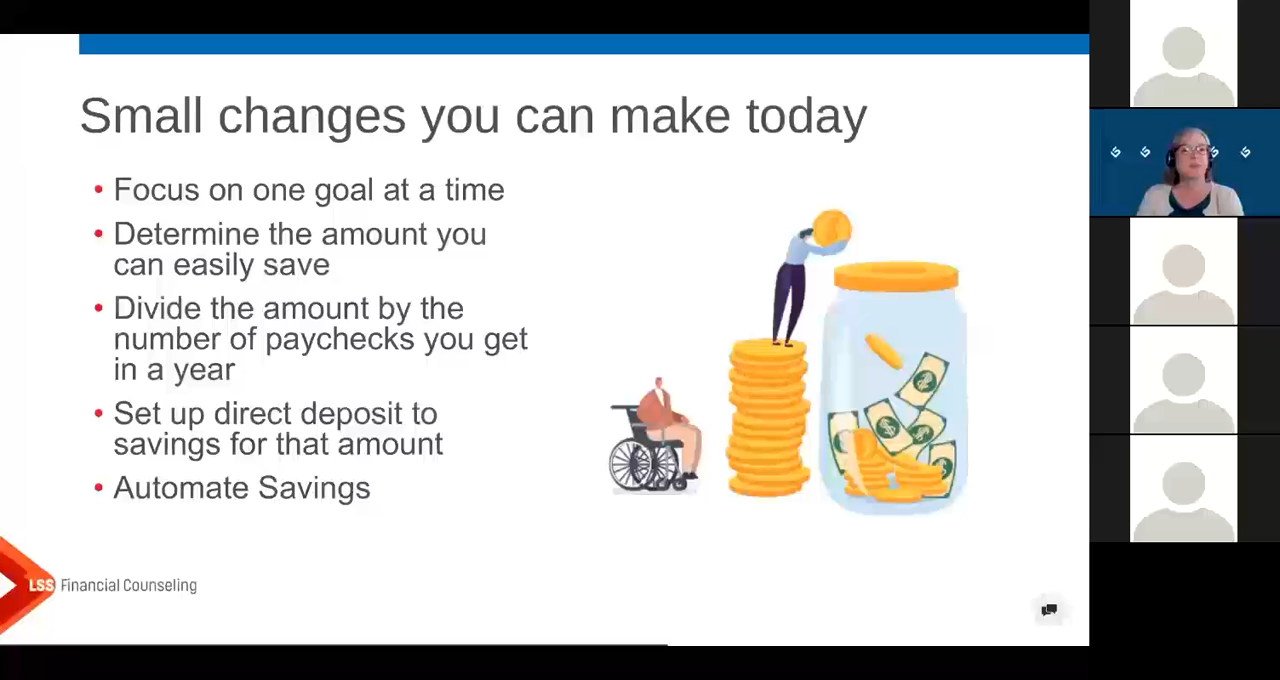 Small changes you can make today
• Focus on one goal at a time
• Determine the amount you
can easily save
• Divide the amount by the
number of paychecks you get
in a year
• Set up direct deposit to
savings for that amount
• Automate Savings
LSS Financial Counseling